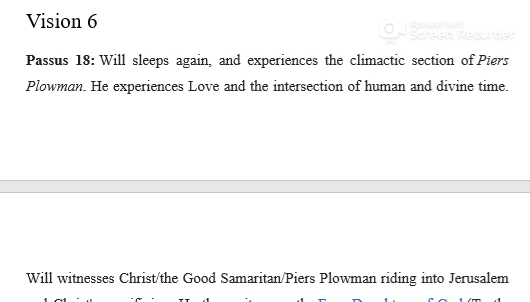 Vision 6
Apowersoft
Screen Recorder
Passus 18: Will sleeps again, and experiences the climactic section of Piers
Plowman. He experiences Love and the intersection of human and divine time.
Will witnesses Christ/the Good Samaritan/Piers Plowman riding into Jerusalem